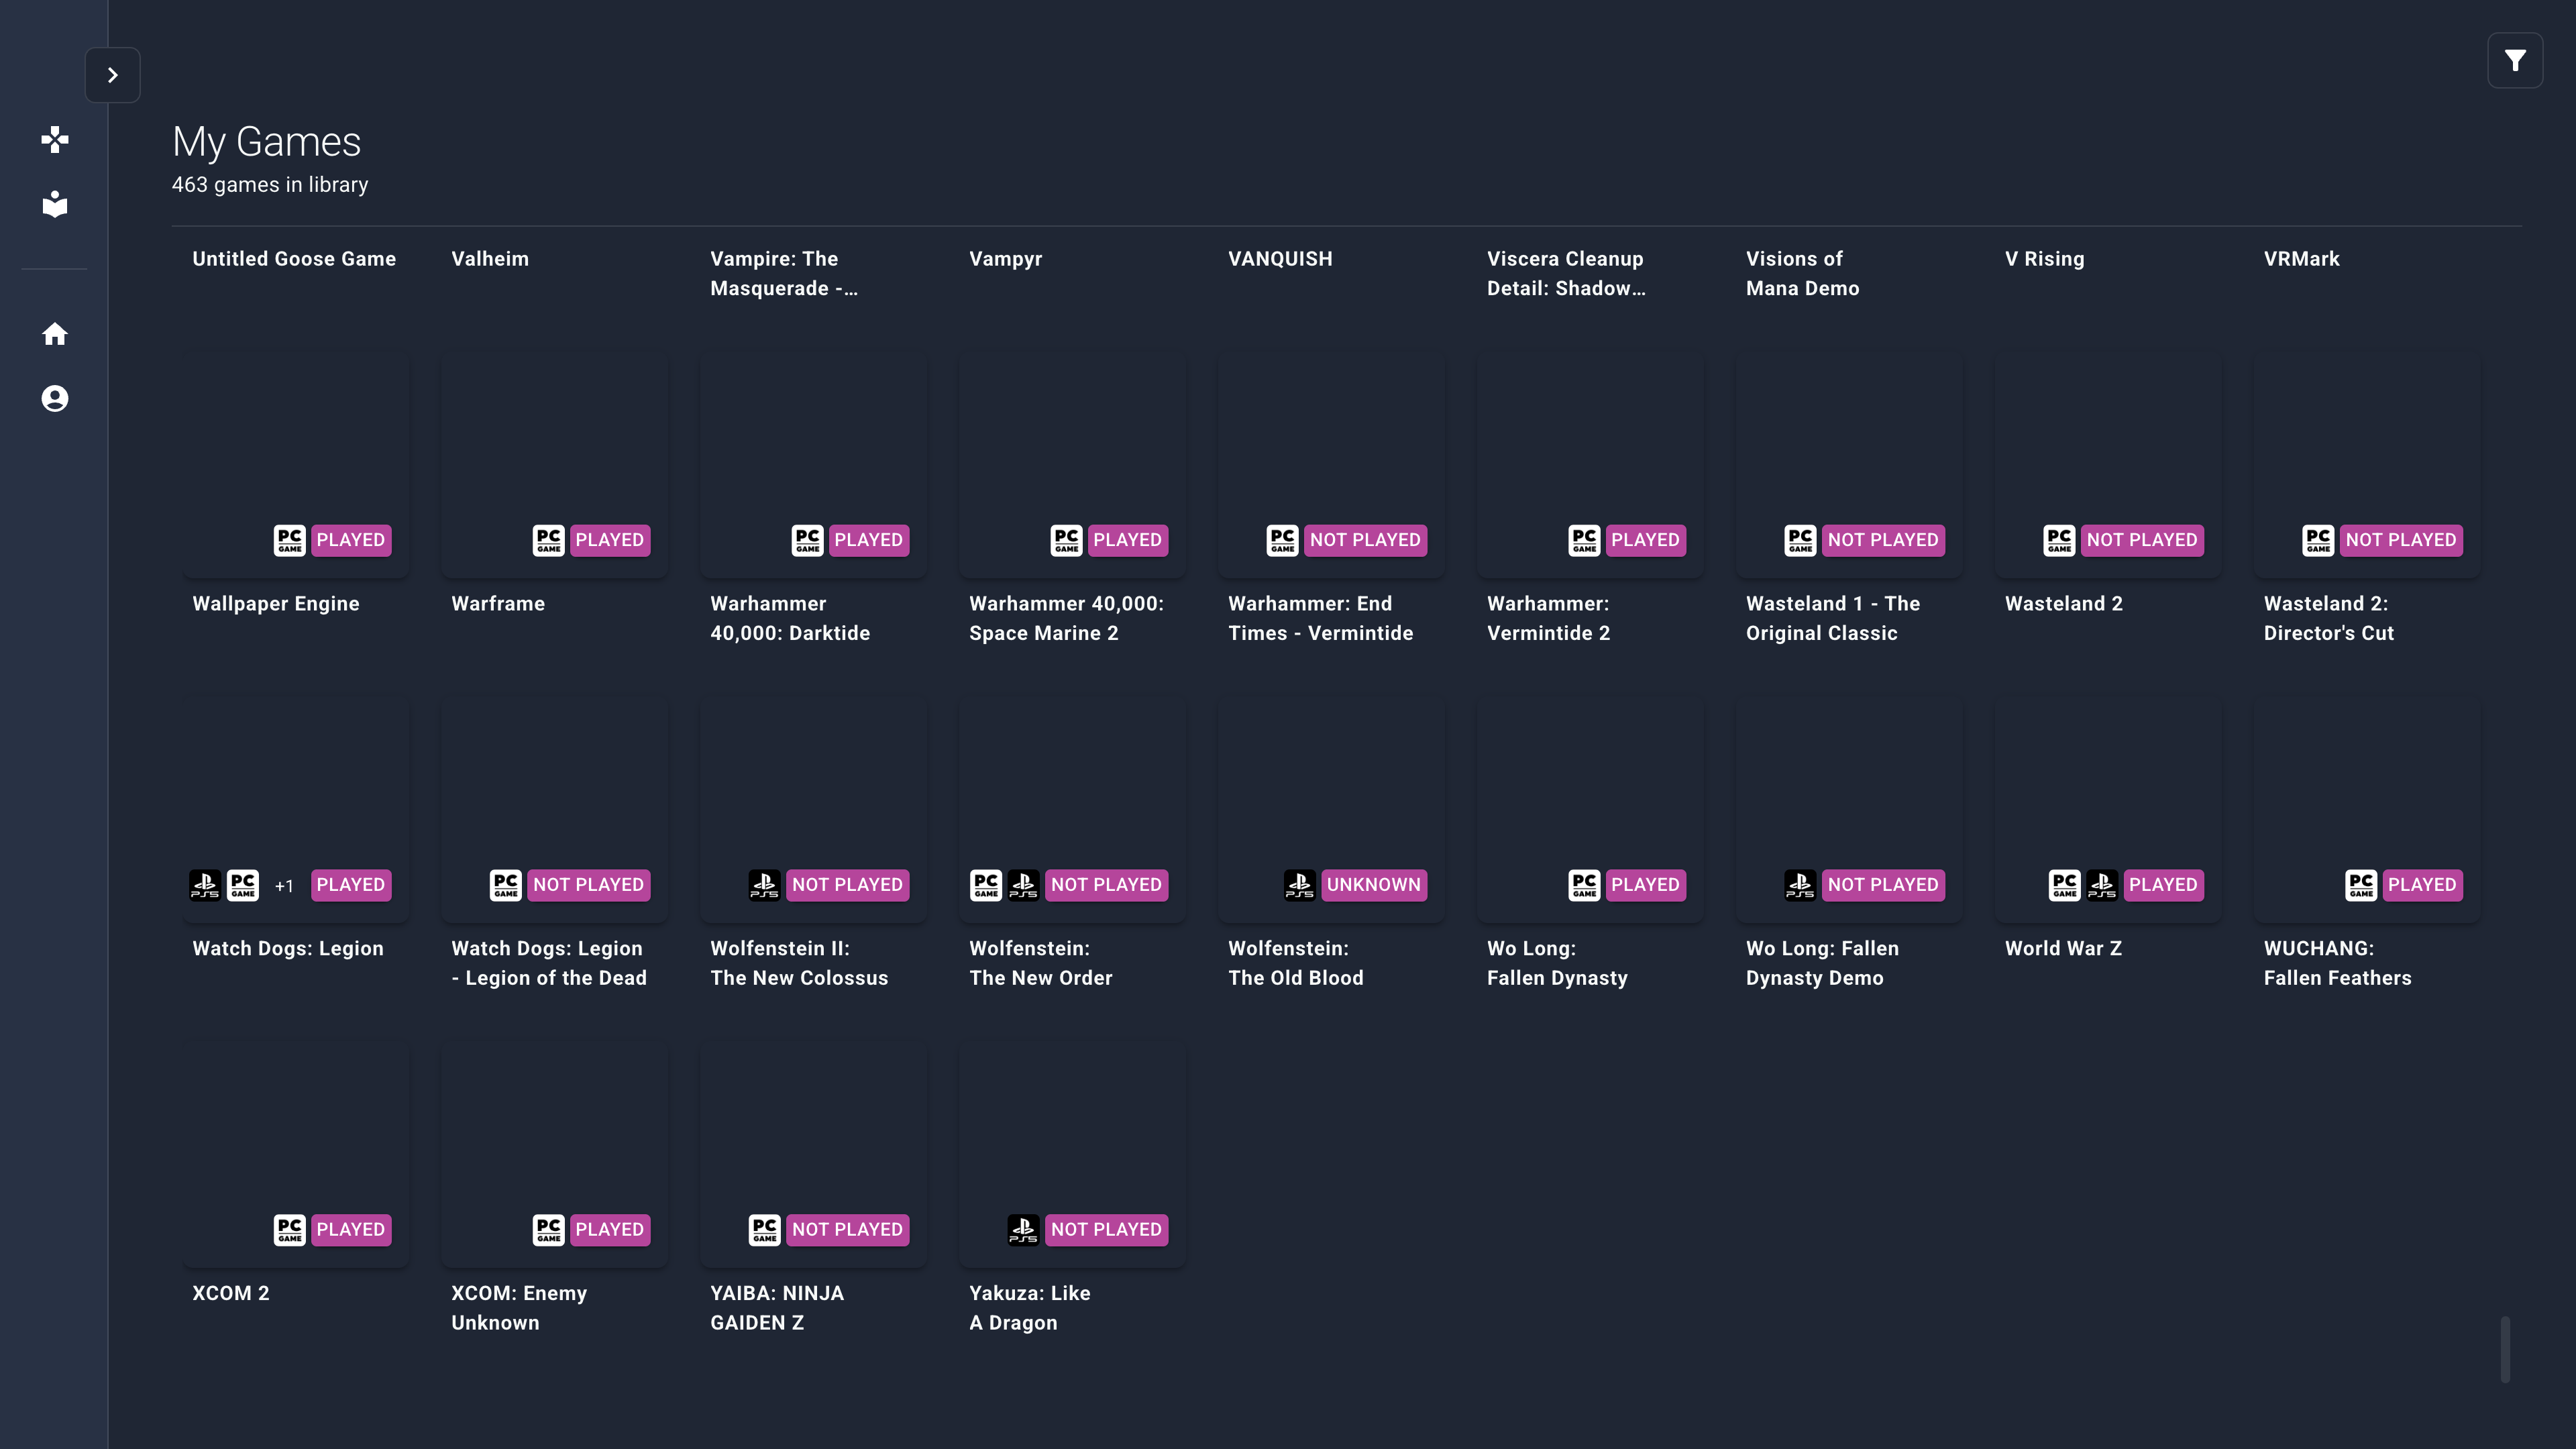 My Games
463 games in library
Untitled Goose Game
Valheim
Vampire: The
Masquerade -...
Vampyr
VANQUISH
Viscera Cleanup
Detail: Shadow...
Visions of
Mana Demo
V Rising
VRMark
PC GAME PLAYED
Wallpaper Engine
PC GAME PLAYED
Warframe
PC GAME PLAYED
Warhammer
40,000: Darktide
PC GAME PLAYED
Warhammer 40,000:
Space Marine 2
PC GAME NOT PLAYED
Warhammer: End
Times - Vermintide
PC GAME PLAYED
Warhammer:
Vermintide 2
PC GAME NOT PLAYED
Wasteland 1 - The
Original Classic
PC GAME NOT PLAYED
Wasteland 2
PC GAME NOT PLAYED
Wasteland 2:
Director's Cut
PS5 PC GAME +1 PLAYED
Watch Dogs: Legion
PC GAME NOT PLAYED
Watch Dogs: Legion
- Legion of the Dead
PS5 NOT PLAYED
Wolfenstein II:
The New Colossus
PC GAME PS5 NOT PLAYED
Wolfenstein:
The New Order
PS5 UNKNOWN
Wolfenstein:
The Old Blood
PC GAME PLAYED
Wo Long:
Fallen Dynasty
PS5 NOT PLAYED
Wo Long: Fallen
Dynasty Demo
PC GAME PS5 PLAYED
World War Z
PC GAME PLAYED
WUCHANG:
Fallen Feathers
PC GAME PLAYED
XCOM 2
PC GAME PLAYED
XCOM: Enemy
Unknown
PC GAME NOT PLAYED
YAIBA: NINJA
GAIDEN Z
PS5 NOT PLAYED
Yakuza: Like
A Dragon